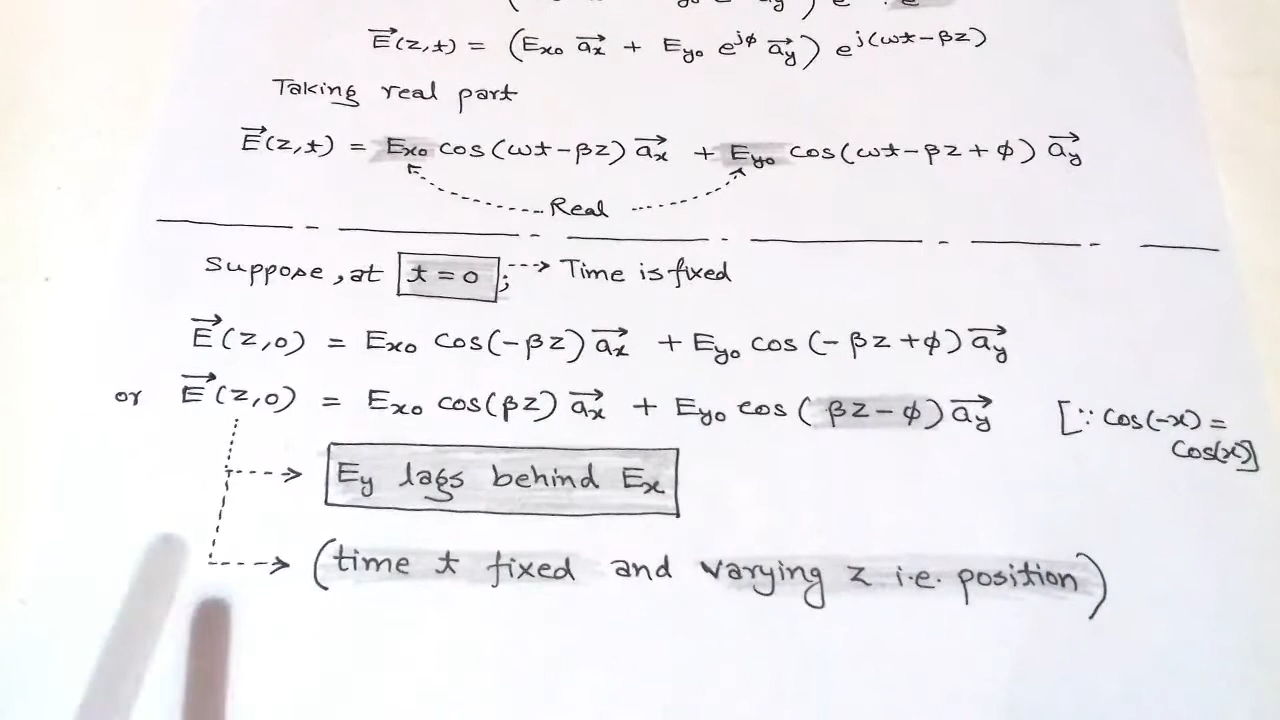 E⃗(z,t) = (Exo a⃗x + Eyo e^jϕ a⃗y) e^j(ωt-βz)
Taking real part
E⃗(z,t) = Exo cos(ωt-βz) a⃗x + Eyo cos(ωt-βz+ϕ) a⃗y
Real
Suppose, at t=0; Time is fixed
E⃗(z,0) = Exo cos(-βz) a⃗x + Eyo cos(-βz+ϕ) a⃗y
or E⃗(z,0) = Exo cos(βz) a⃗x + Eyo cos(βz-ϕ) a⃗y [∵ cos(-x) =
cos(x)]
Ey lags behind Ex
(time t fixed and varying z i.e. position)